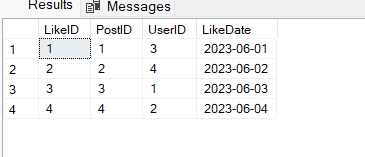 Results Messages
LikeID PostID UserID LikeDate
1 1 1 3 2023-06-01
2 2 2 4 2023-06-02
3 3 3 1 2023-06-03
4 4 4 2 2023-06-04